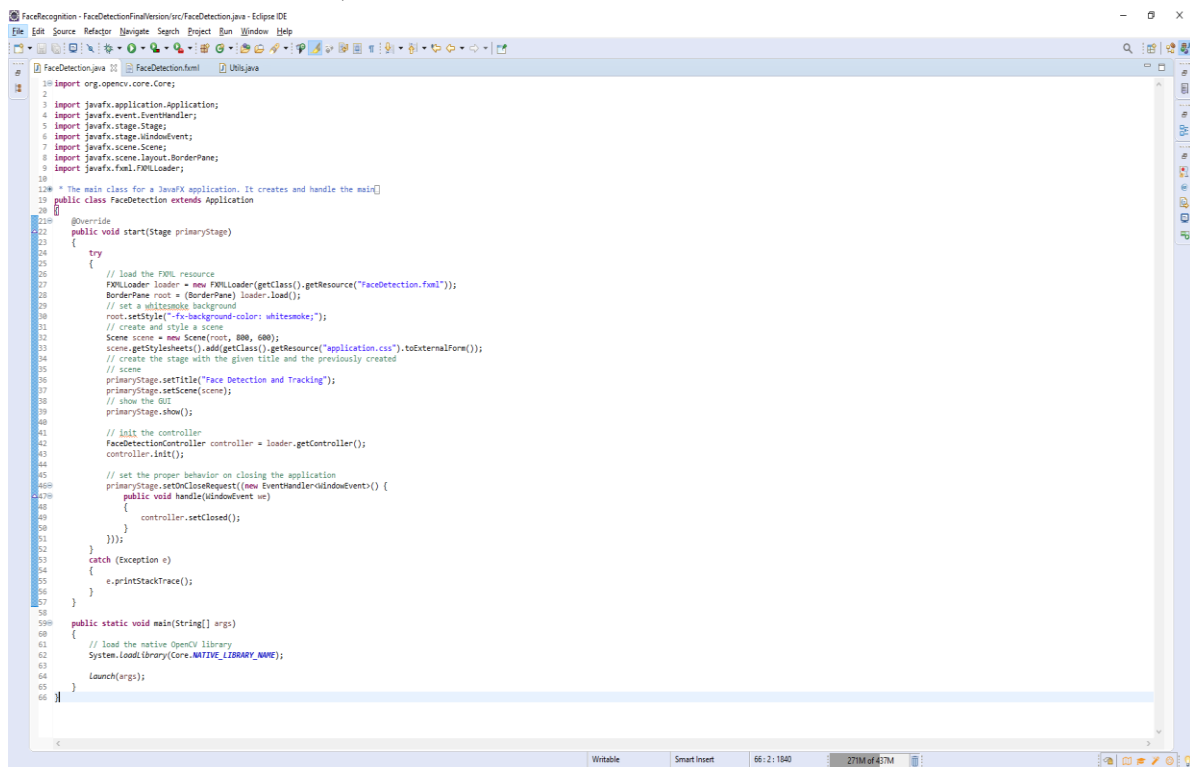 FaceRecognition - FaceDetectionFinalVersion/src/FaceDetection.java - Eclipse IDE
File Edit Source Refactor Navigate Search Project Run Window Help
FaceDetection.java FaceDetection.fxml Utils.java
1 import org.opencv.core.Core;
2
3 import javafx.application.Application;
4 import javafx.event.EventHandler;
5 import javafx.stage.Stage;
6 import javafx.stage.WindowEvent;
7 import javafx.scene.Scene;
8 import javafx.scene.layout.BorderPane;
9 import javafx.fxml.FXMLLoader;
10
12 * The main class for a JavaFX application. It creates and handle the main
19 public class FaceDetection extends Application
20 {
21 @Override
22 public void start(Stage primaryStage)
23 {
24 try
25 {
26 // load the FXML resource
27 FXMLLoader loader = new FXMLLoader(getClass().getResource("FaceDetection.fxml"));
28 BorderPane root = (BorderPane) loader.load();
29 // set a whitesmoke background
30 root.setStyle("-fx-background-color: whitesmoke;");
31 // create and style a scene
32 Scene scene = new Scene(root, 800, 600);
33 scene.getStylesheets().add(getClass().getResource("application.css").toExternalForm());
34 // create the stage with the given title and the previously created
35 // scene
36 primaryStage.setTitle("Face Detection and Tracking");
37 primaryStage.setScene(scene);
38 // show the GUI
39 primaryStage.show();
40
41 // init the controller
42 FaceDetectionController controller = loader.getController();
43 controller.init();
44
45 // set the proper behavior on closing the application
46 primaryStage.setOnCloseRequest((new EventHandler<WindowEvent>() {
47 public void handle(WindowEvent we)
48 {
49 controller.setClosed();
50 }
51 }));
52 }
53 catch (Exception e)
54 {
55 e.printStackTrace();
56 }
57 }
58
59 public static void main(String[] args)
60 {
61 // load the native OpenCV library
62 System.loadLibrary(Core.NATIVE_LIBRARY_NAME);
63
64 launch(args);
65 }
66 }
Writable Smart Insert 66:2:1840 271M of 437M